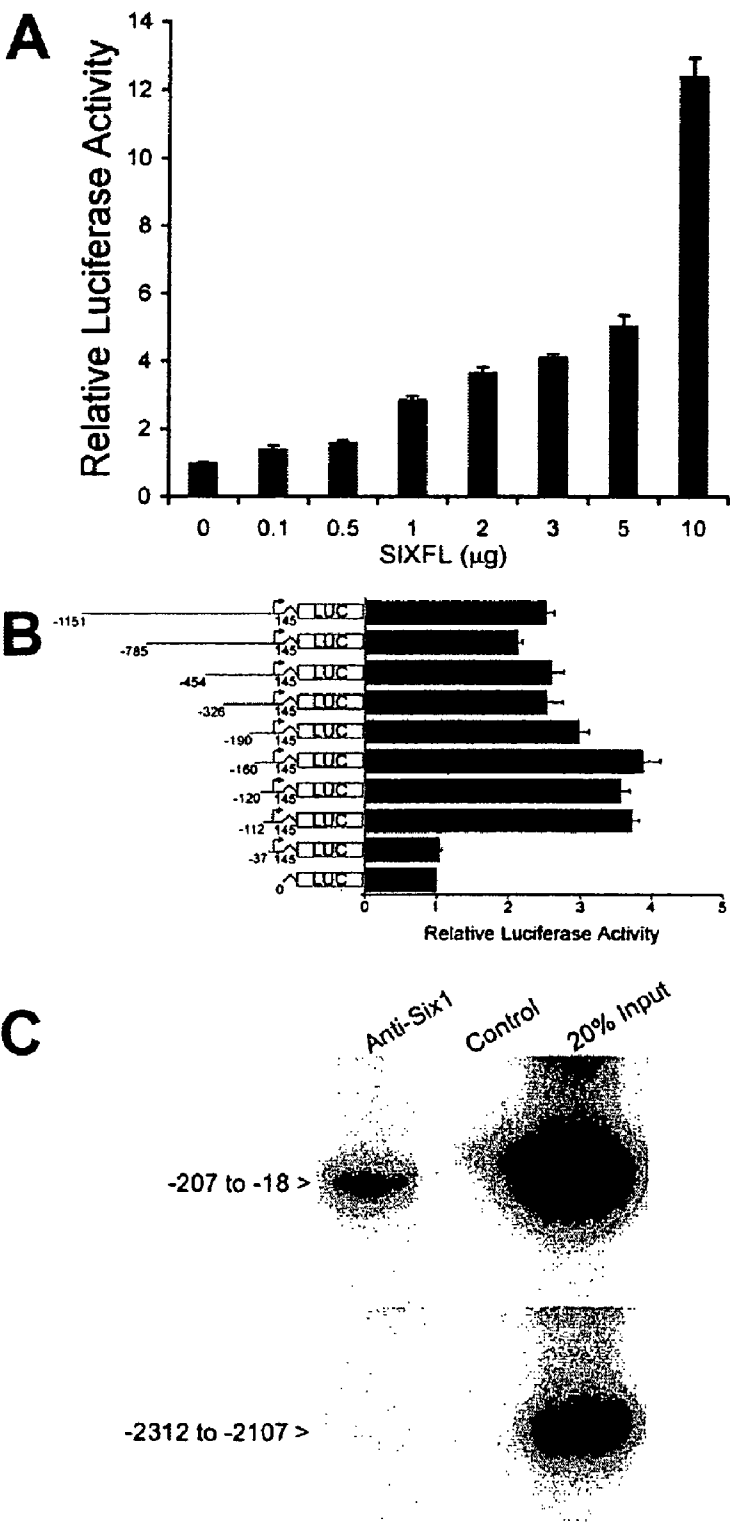 A
Relative Luciferase Activity
14
12
10
8
6
4
2
0
0 0.1 0.5 1 2 3 5 10
SIXFL (µg)
B
-1151 145 LUC
-785 145 LUC
-454 145 LUC
-326 145 LUC
-190 145 LUC
-160 145 LUC
-120 145 LUC
-112 145 LUC
-37 145 LUC
0 LUC
0 1 2 3 4 5
Relative Luciferase Activity
C
Anti-Six1 Control 20% Input
-207 to -18 >
-2312 to -2107 >